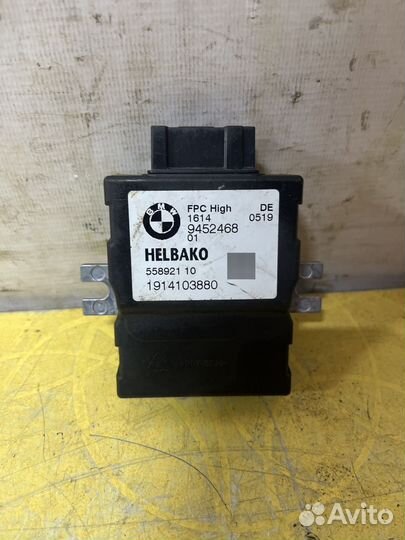 BMW
FPC High DE
1614 0519
9452468
01
HELBAKO
558921 10
1914103880
Avito